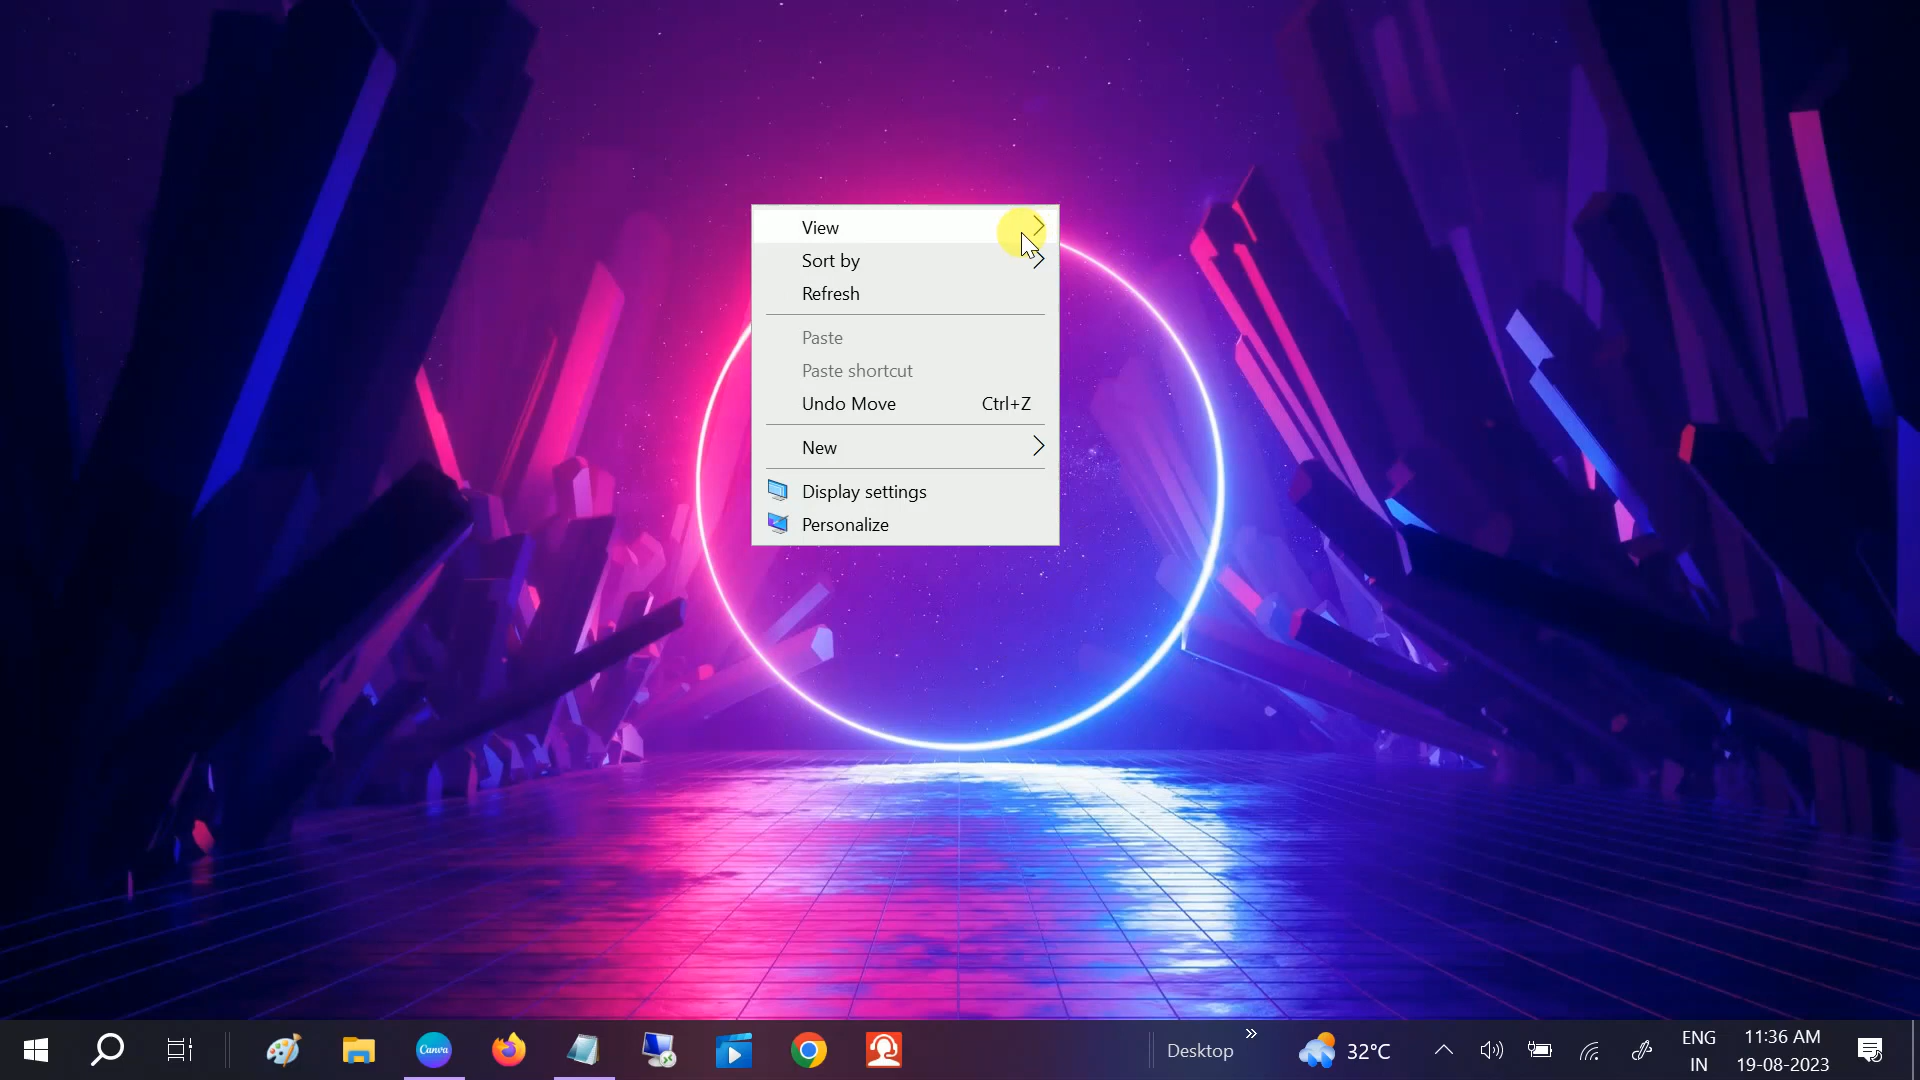 View
Sort by
Refresh
Paste
Paste shortcut
Undo Move Ctrl+Z
New
Display settings
Personalize
Canva
Desktop
32°C
ENG
IN
11:36 AM
19-08-2023